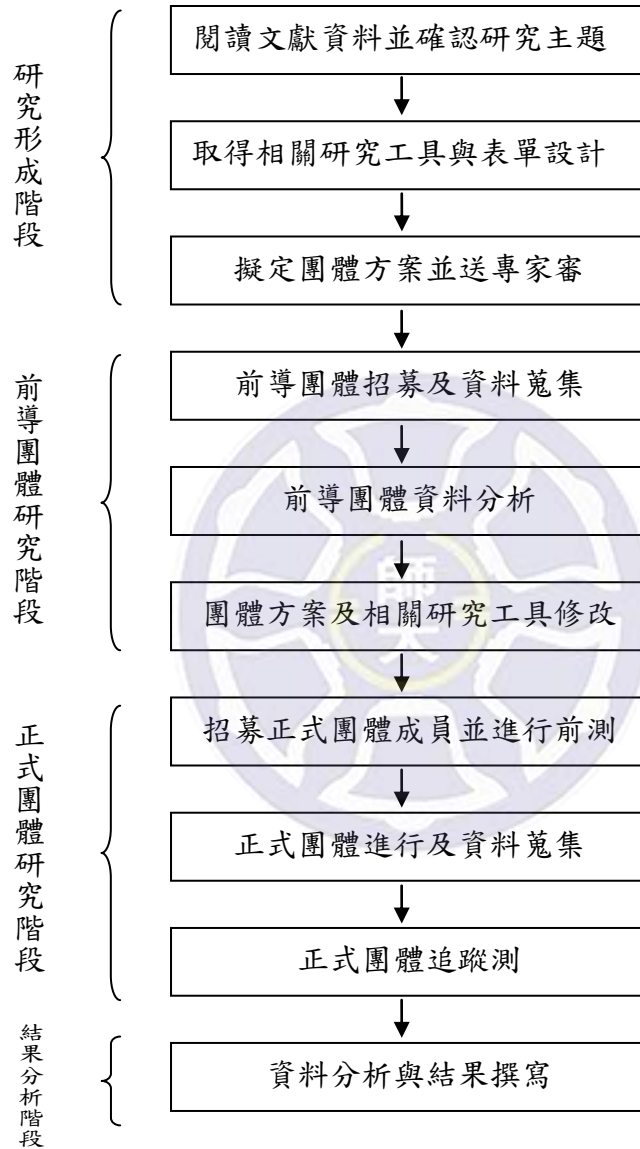 研究形成階段
閱讀文獻資料並確認研究主題
取得相關研究工具與表單設計
擬定團體方案並送專家審
前導團體研究階段
前導團體招募及資料蒐集
前導團體資料分析
團體方案及相關研究工具修改
正式團體研究階段
招募正式團體成員並進行前測
正式團體進行及資料蒐集
正式團體追蹤測
結果分析階段
資料分析與結果撰寫
師大